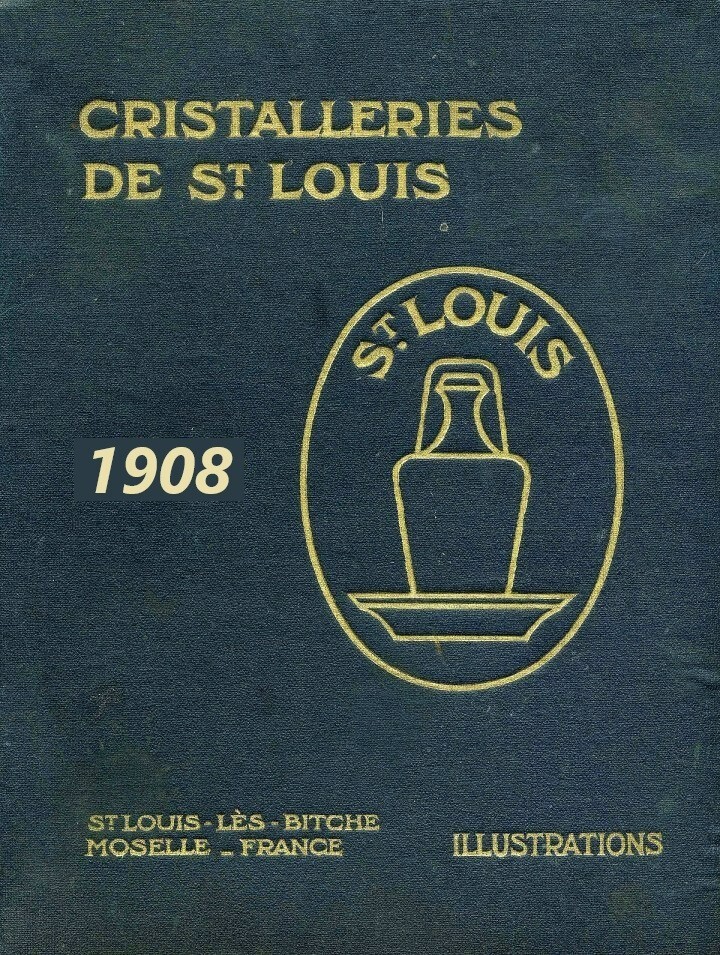 CRISTALLERIES
DE ST. LOUIS
ST. LOUIS
1908
ST LOUIS - LÈS - BITCHE
MOSELLE _ FRANCE
ILLUSTRATIONS